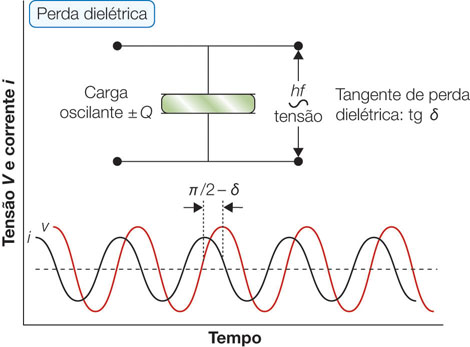 Perda dielétrica
Tensão V e corrente i
Carga
oscilante ±Q
hf
tensão
Tangente de perda
dielétrica: tg δ
π/2 – δ
i
v
Tempo